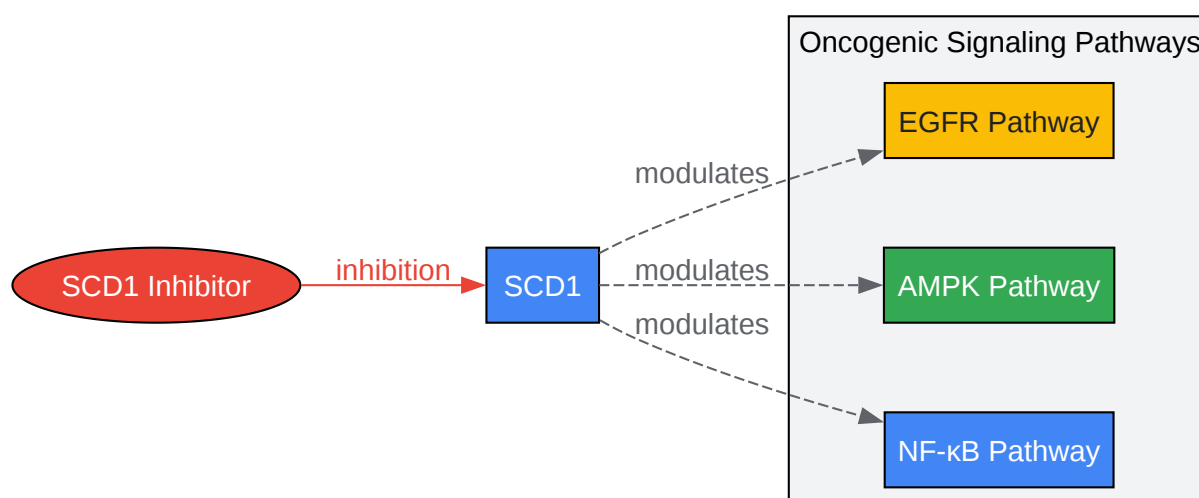 Oncogenic Signaling Pathways
EGFR Pathway
modulates
SCD1 Inhibitor
inhibition
SCD1
modulates
AMPK Pathway
modulates
NF-κB Pathway